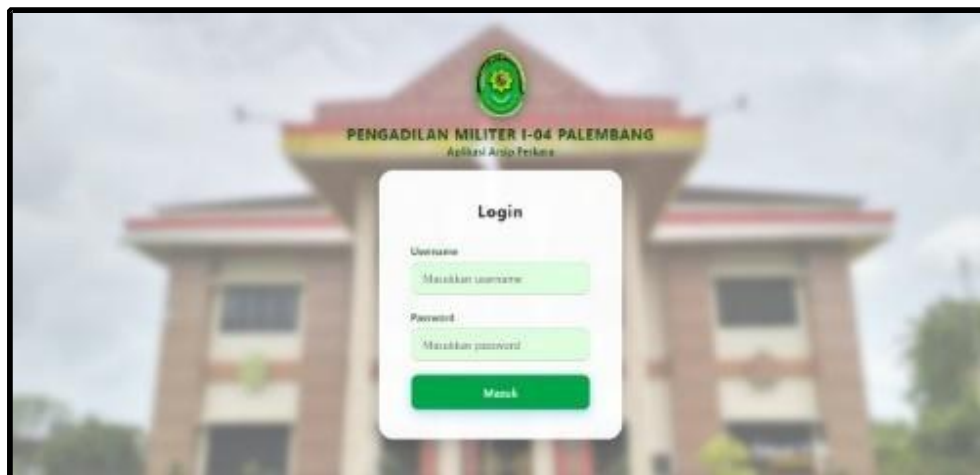 PENGADILAN MILITER I-04 PALEMBANG
Aplikasi Arsip Perkara
Login
Username
Masukkan username
Password
Masukkan password
Masuk